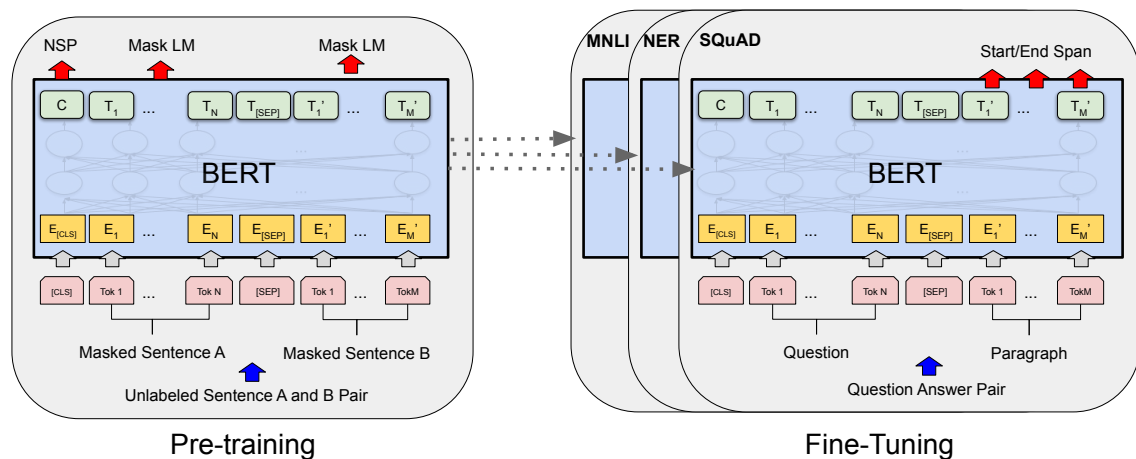 NSP Mask LM Mask LM
C T1 ... TN T[SEP] T1' ... TM'
BERT
E[CLS] E1 ... EN E[SEP] E1' ... EM'
[CLS] Tok 1 ... Tok N [SEP] Tok 1 ... TokM
Masked Sentence A Masked Sentence B
Unlabeled Sentence A and B Pair
Pre-training
MNLI NER SQuAD
Start/End Span
C T1 ... TN T[SEP] T1' ... TM'
BERT
E[CLS] E1 ... EN E[SEP] E1' ... EM'
[CLS] Tok 1 ... Tok N [SEP] Tok 1 ... TokM
Question Paragraph
Question Answer Pair
Fine-Tuning